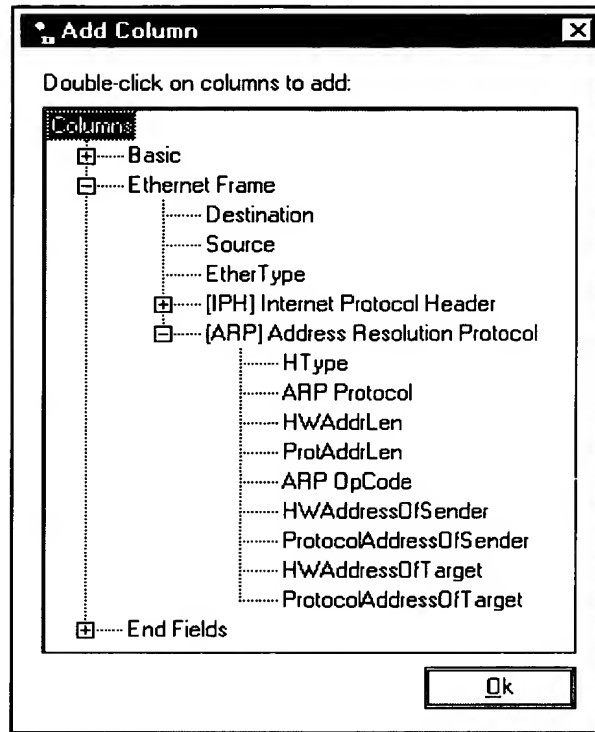 Add Column
Double-click on columns to add:
Columns
Basic
Ethernet Frame
Destination
Source
EtherType
[IPH] Internet Protocol Header
[ARP] Address Resolution Protocol
HType
ARP Protocol
HWAddrLen
ProtAddrLen
ARP OpCode
HWAddressOfSender
ProtocolAddressOfSender
HWAddressOfTarget
ProtocolAddressOfTarget
End Fields
Ok